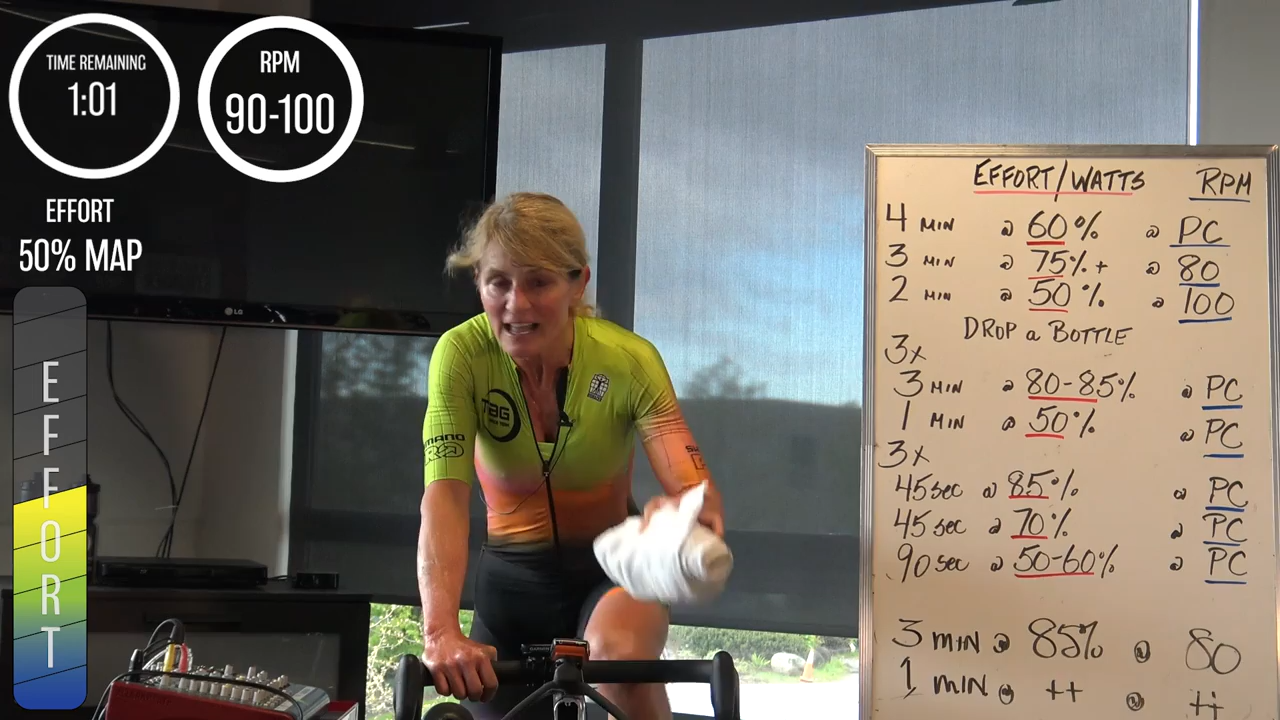 TIME REMAINING
1:01
RPM
90-100
EFFORT
50% MAP
EFFORT
LG
TBG
EFFORT/WATTS RPM
4 MIN @ 60% @ PC
3 MIN @ 75%+ @ 80
2 MIN @ 50% @ 100
DROP a BOTTLE
3x
3 MIN @ 80-85% @ PC
1 MIN @ 50% @ PC
3x
45sec @ 85% @ PC
45sec @ 70% @ PC
90sec @ 50-60% @ PC
3 MIN @ 85% @ 80
1 MIN @ ++ @ ++